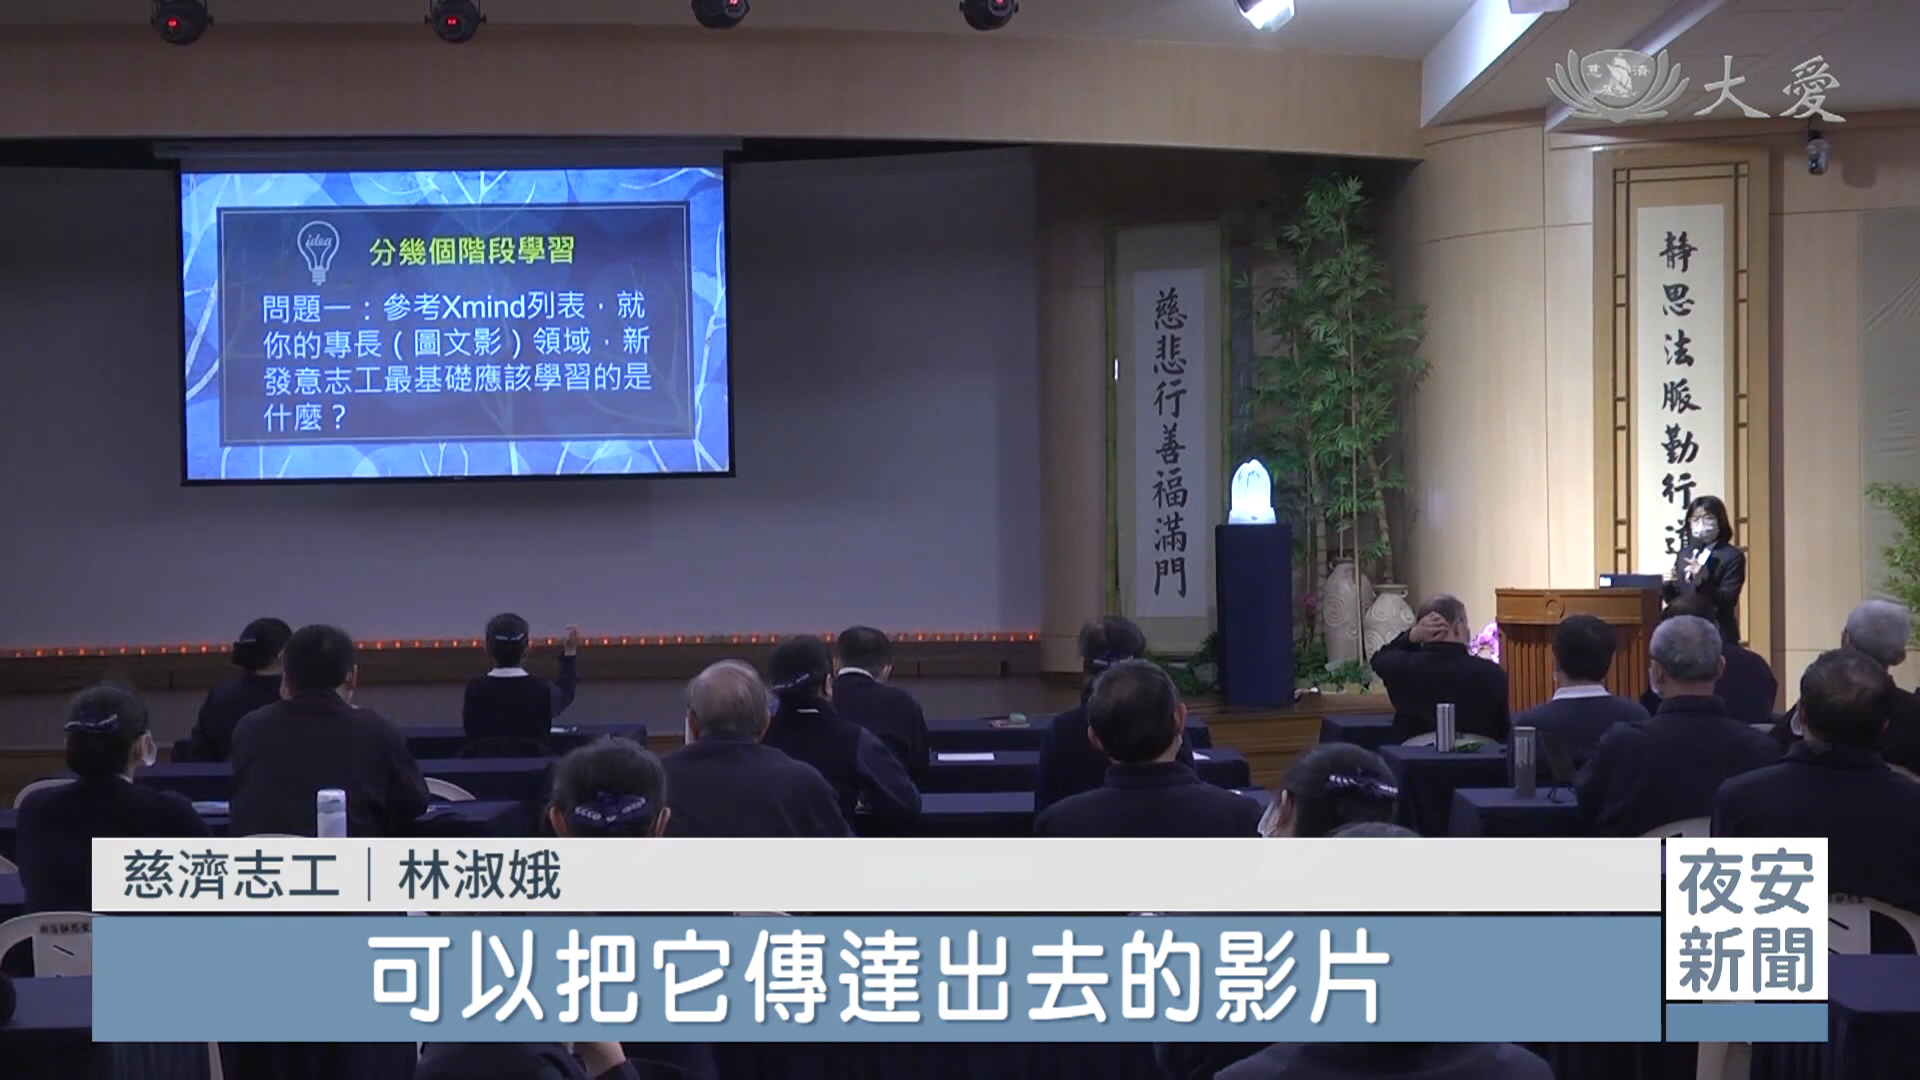 慈濟
大愛
idea
分幾個階段學習
問題一：參考Xmind列表，就
你的專長（圖文影）領域，新
發意志工最基礎應該學習的是
什麼？
慈悲行善福滿門
靜思法脈勤行道
慈濟志工｜林淑娥
可以把它傳達出去的影片
夜安
新聞